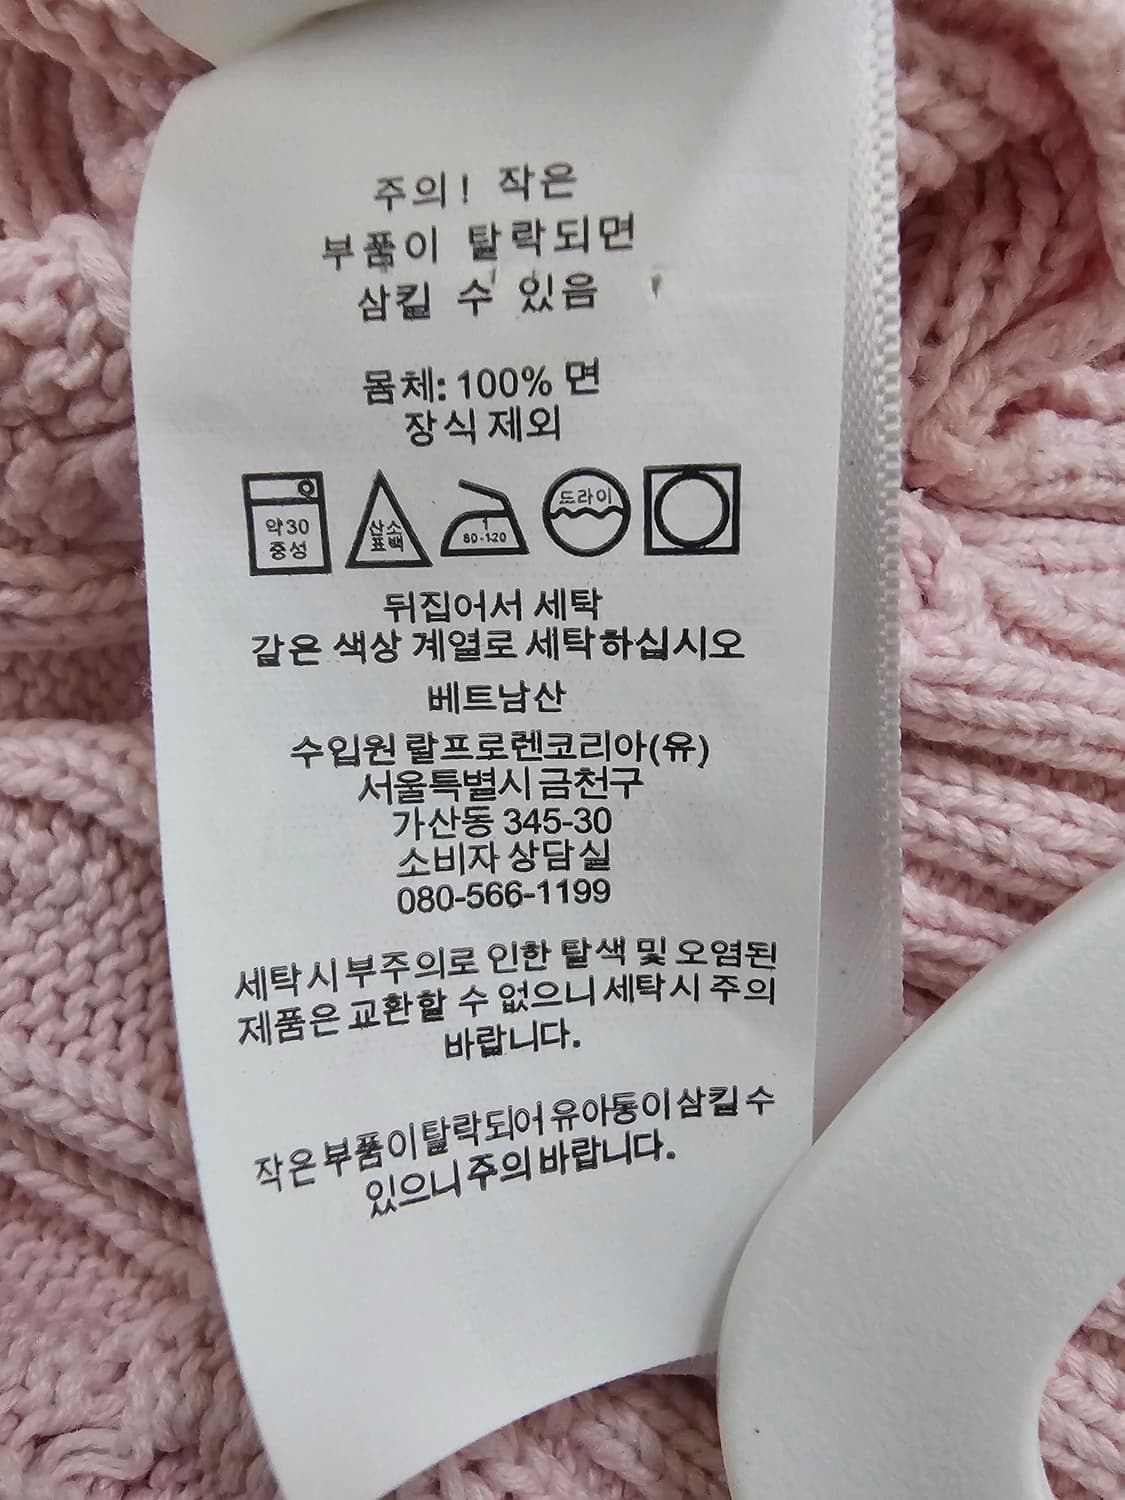 주의! 작은
부품이 탈락되면
삼킬 수 있음
몸체: 100% 면
장식 제외
약30
중성
산소
표백
1
80-120
드라이
뒤집어서 세탁
같은 색상 계열로 세탁하십시오
베트남산
수입원 랄프로렌코리아(유)
서울특별시 금천구
가산동 345-30
소비자 상담실
080-566-1199
세탁시 부주의로 인한 탈색 및 오염된
제품은 교환할 수 없으니 세탁시 주의
바랍니다.
작은 부품이 탈락되어 유아동이 삼킬 수
있으니 주의 바랍니다.